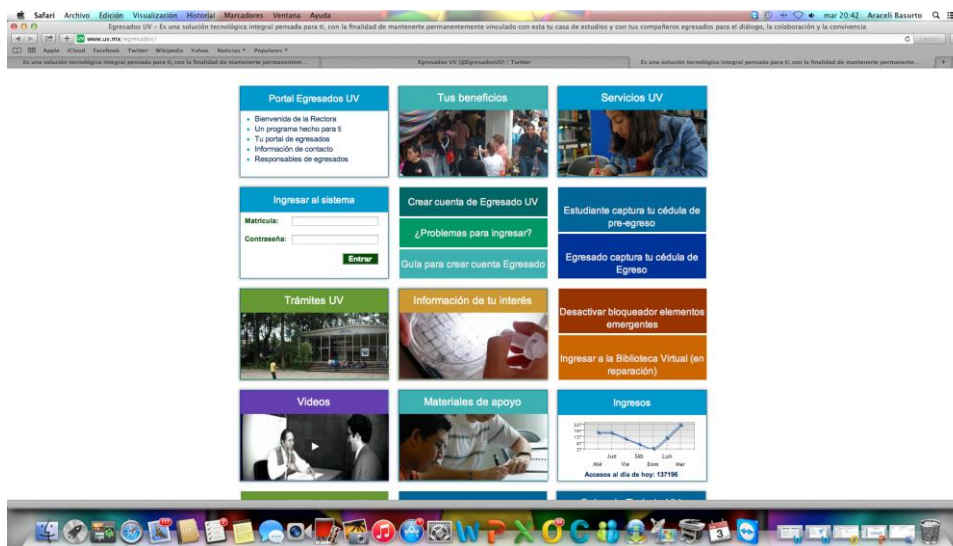 Safari Archivo Edición Visualización Historial Marcadores Ventana Ayuda
mar 20:42 Araceli Basurto
Egresados UV – Es una solución tecnológica integral pensada para ti, con la finalidad de mantenerte permanentemente vinculado con esta tu casa de estudios y con tus compañeros egresados para el diálogo, la colaboración y la convivencia
www.uv.mx/egresados/
Apple iCloud Facebook Twitter Wikipedia Yahoo Noticias Populares
Es una solución tecnológica integral pensada para ti, con la finalidad de mantenerte permanentem...
Egresados UV (@EgresadosUV) | Twitter
Es una solución tecnológica integral pensada para ti, con la finalidad de mantenerte permanente...
Portal Egresados UV
Bienvenida de la Rectora
Un programa hecho para ti
Tu portal de egresados
Información de contacto
Responsables de egresados
Tus beneficios
Servicios UV
Ingresar al sistema
Matrícula:
Contraseña:
Entrar
Crear cuenta de Egresado UV
¿Problemas para ingresar?
Guía para crear cuenta Egresado
Estudiante captura tu cédula de
pre-egreso
Egresado captura tu cédula de
Egreso
Trámites UV
Información de tu interés
Desactivar bloqueador elementos
emergentes
Ingresar a la Biblioteca Virtual (en
reparación)
Videos
Materiales de apoyo
Ingresos
Jue Sáb Lun
Mié Vie Dom Mar
Accesos al día de hoy: 137196
3